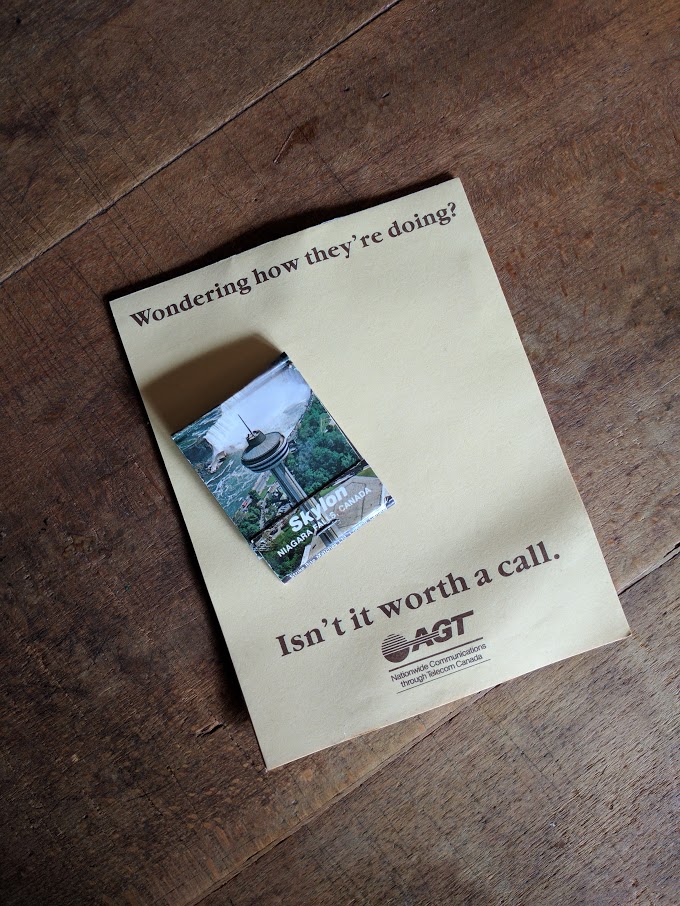 Wondering how they're doing?
Skylon
NIAGARA FALLS, CANADA
Isn't it worth a call.
AGT
Nationwide Communications
through Telecom Canada